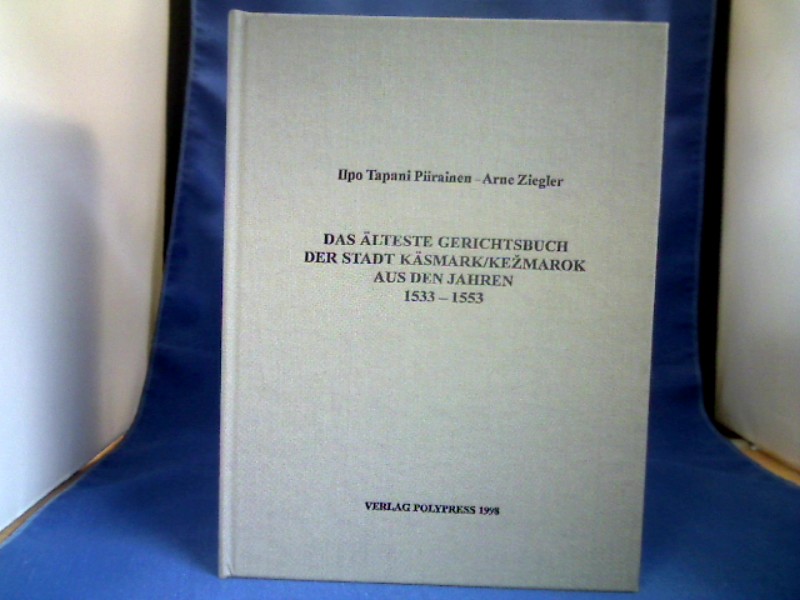 Ilpo Tapani Piirainen – Arne Ziegler
DAS ÄLTESTE GERICHTSBUCH
DER STADT KÄSMARK/KEŽMAROK
AUS DEN JAHREN
1533 – 1553
VERLAG POLYPRESS 1998